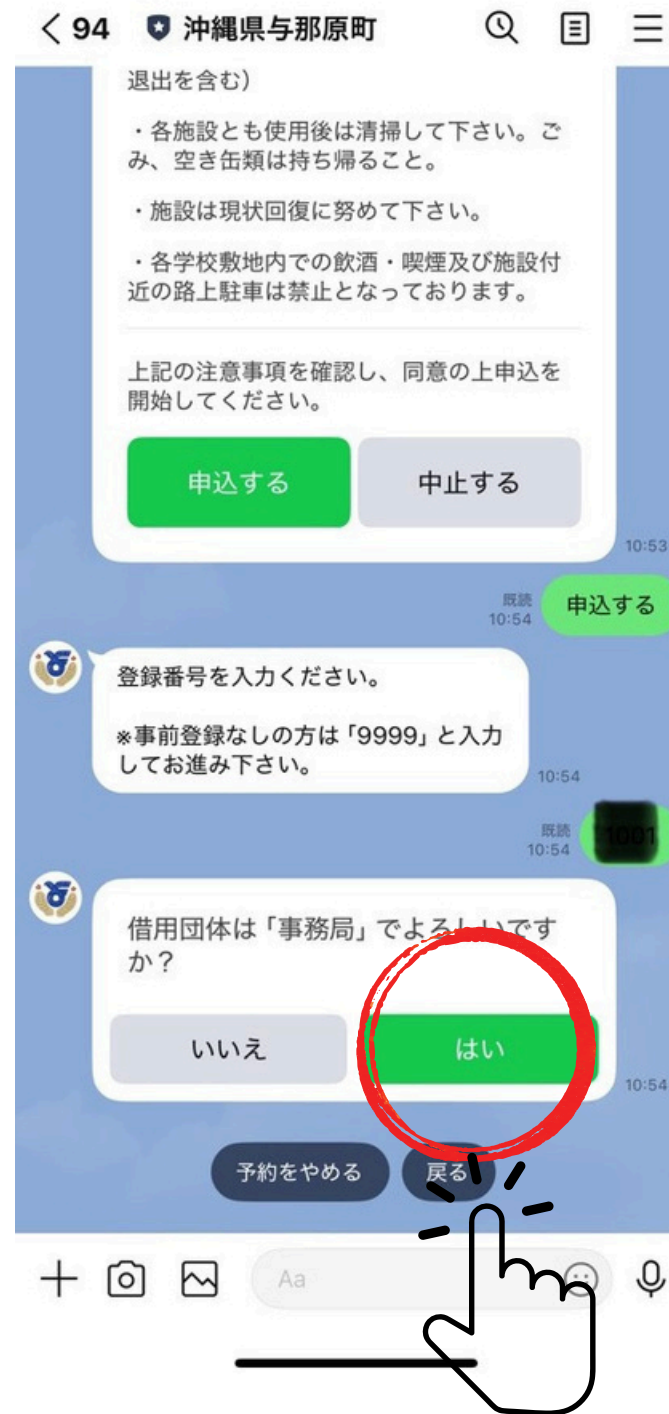 94 沖縄県与那原町
退出を含む）
・各施設とも使用後は清掃して下さい。ご
み、空き缶類は持ち帰ること。
・施設は現状回復に努めて下さい。
・各学校敷地内での飲酒・喫煙及び施設付
近の路上駐車は禁止となっております。
上記の注意事項を確認し、同意の上申込を
開始してください。
申込する 中止する
10:53
既読
10:54
申込する
登録番号を入力ください。
※事前登録なしの方は「9999」と入力
してお進み下さい。
10:54
既読
10:54
1001
借用団体は「事務局」でよろしいです
か？
いいえ はい
10:54
予約をやめる 戻る
Aa